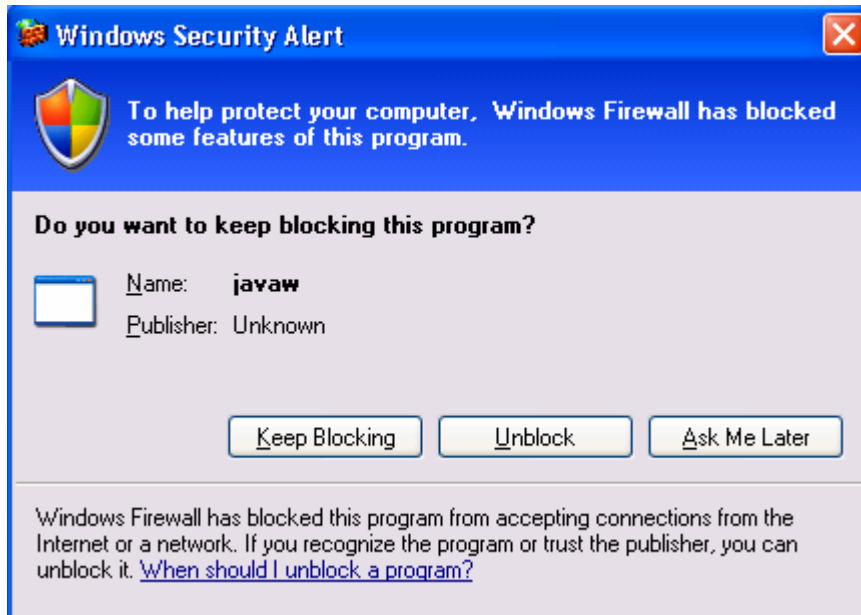 Windows Security Alert
To help protect your computer, Windows Firewall has blocked
some features of this program.
Do you want to keep blocking this program?
Name: javaw
Publisher: Unknown
Keep Blocking Unblock Ask Me Later
Windows Firewall has blocked this program from accepting connections from the
Internet or a network. If you recognize the program or trust the publisher, you can
unblock it. When should I unblock a program?